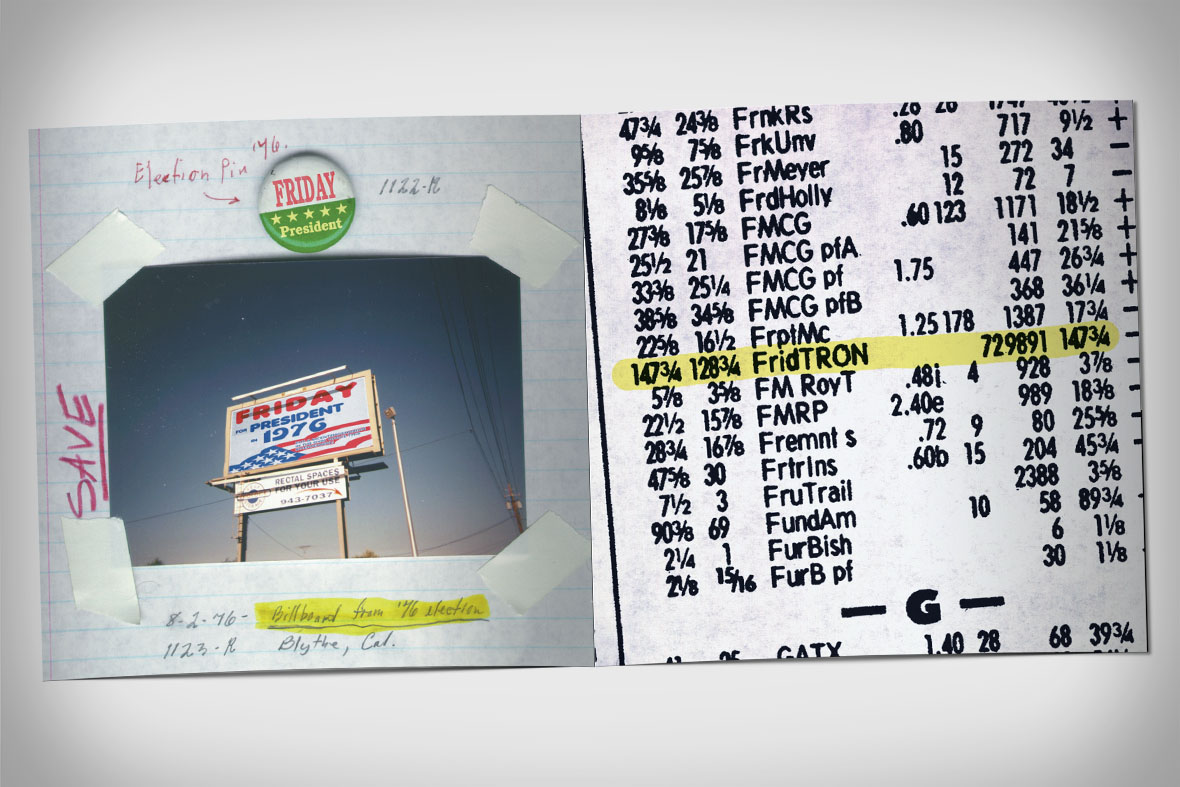 Election Pin '76.
FRIDAY
★★★★★
President
1122-R
SAVE
FRIDAY
FOR PRESIDENT
IN 1976
RECTAL SPACES
FOR YOUR USE
943-7037
8-2-76- Billboard from '76 election
1123-R Blythe, Cal.
47¾ 24⅜ FrnkRs .28 28
9⅝ 7⅝ FrkUnv .80 717 9½ +
35⅝ 25⅞ FrMeyer 15 272 34 −
8⅛ 5⅛ FrdHolly 12 72 7 −
27⅜ 17⅝ FMCG .60 123 1171 18½ +
25½ 21 FMCG pfA 141 21⅝ +
33⅜ 25¼ FMCG pf 1.75 447 26¾ +
38⅝ 34⅝ FMCG pfB 368 36¼ +
22⅝ 16½ FrptMc 1.25 178 1387 17¾ −
147¾ 128¾ FridTRON 729891 147¾ −
5⅞ 3⅝ FM RoyT .48i 4 928 3⅞ −
22½ 15⅞ FMRP 2.40e 989 18⅜
28¾ 16⅞ Fremnt s .72 9 80 25⅝
47⅝ 30 FrtrIns .60b 15 204 45¾
7½ 3 FruTrail 2388 3⅝
90⅜ 69 FundAm 10 58 89¾
2¼ 1 FurBish 6 1⅛
2⅛ 15/16 FurB pf 30 1⅛
— G —
GATX 1.40 28 68 39¾